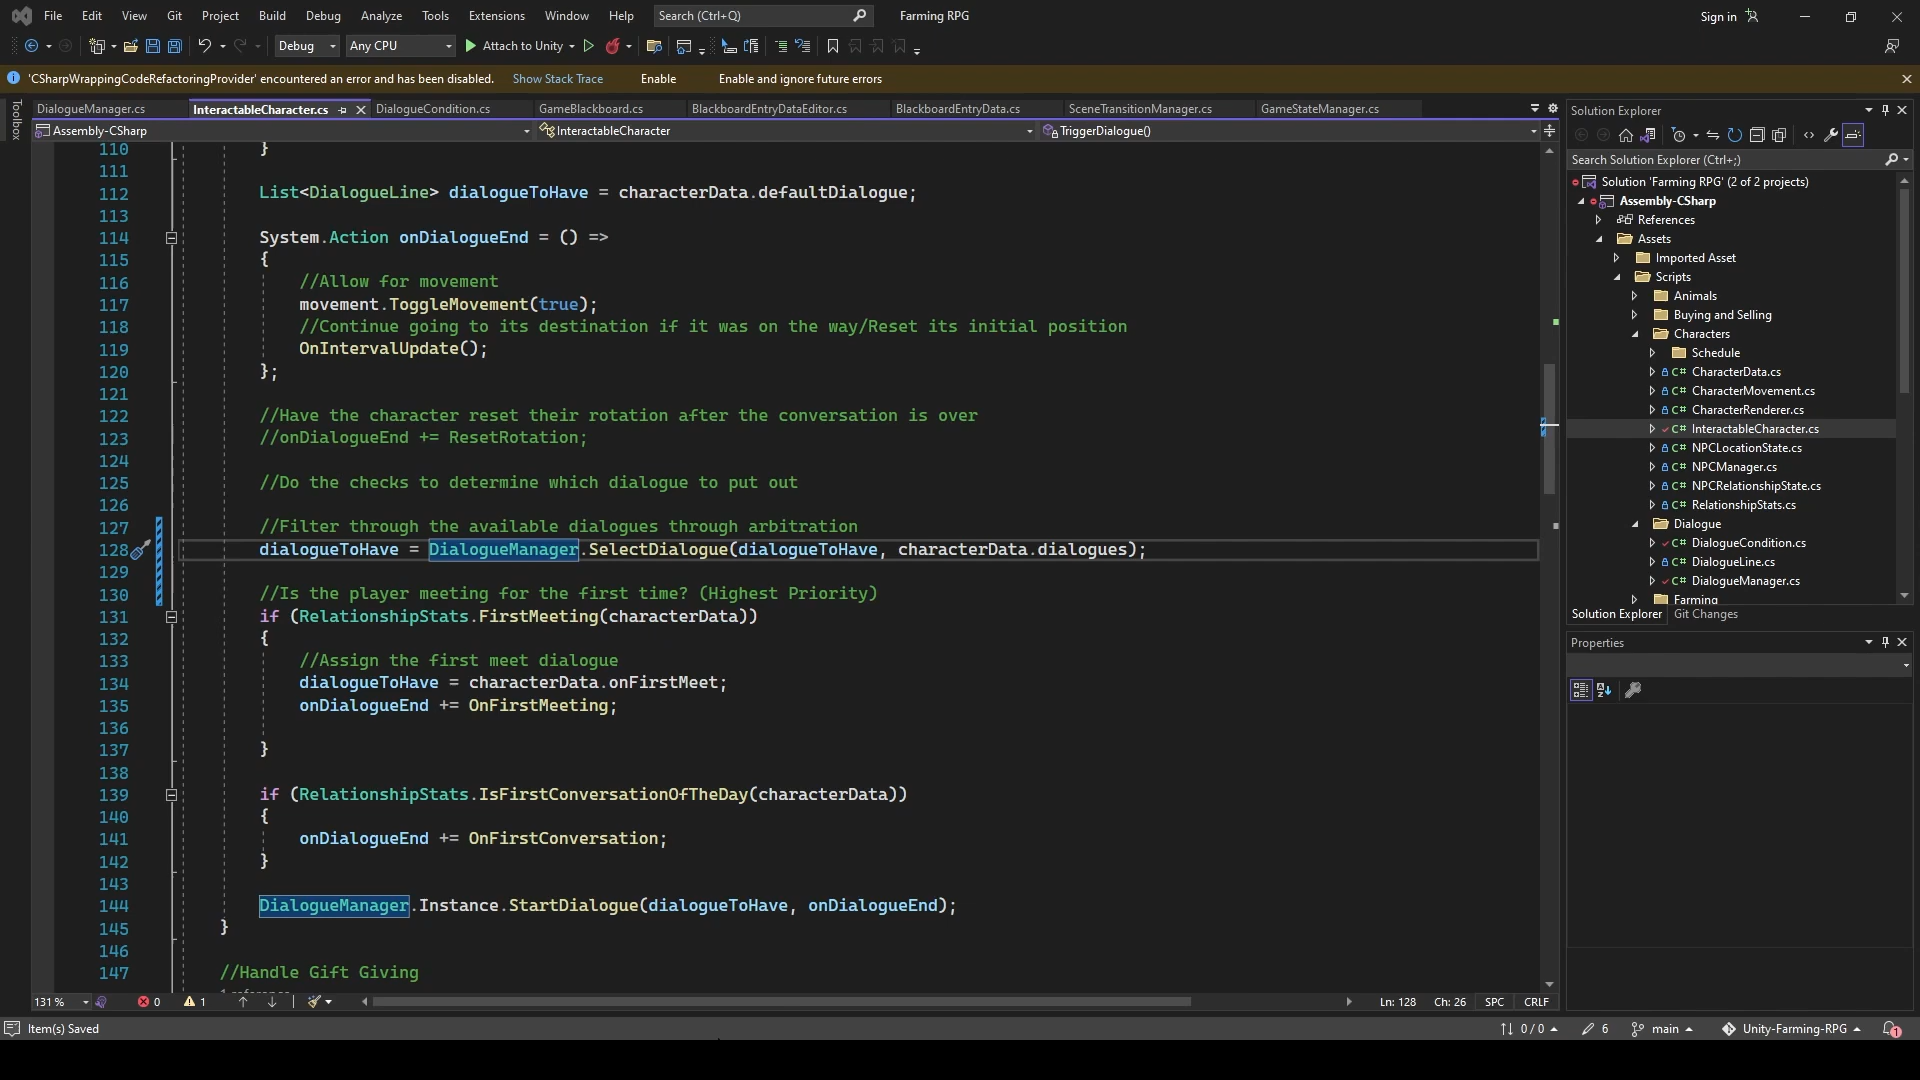 File Edit View Git Project Build Debug Analyze Tools Extensions Window Help Search (Ctrl+Q) Farming RPG Sign in
Debug Any CPU Attach to Unity
'CSharpWrappingCodeRefactoringProvider' encountered an error and has been disabled. Show Stack Trace Enable Enable and ignore future errors
Toolbox
DialogueManager.cs InteractableCharacter.cs DialogueCondition.cs GameBlackboard.cs BlackboardEntryDataEditor.cs BlackboardEntryData.cs SceneTransitionManager.cs GameStateManager.cs
Assembly-CSharp InteractableCharacter TriggerDialogue()
110 }
111
112 List<DialogueLine> dialogueToHave = characterData.defaultDialogue;
113
114 System.Action onDialogueEnd = () =>
115 {
116 //Allow for movement
117 movement.ToggleMovement(true);
118 //Continue going to its destination if it was on the way/Reset its initial position
119 OnIntervalUpdate();
120 };
121
122 //Have the character reset their rotation after the conversation is over
123 //onDialogueEnd += ResetRotation;
124
125 //Do the checks to determine which dialogue to put out
126
127 //Filter through the available dialogues through arbitration
128 dialogueToHave = DialogueManager.SelectDialogue(dialogueToHave, characterData.dialogues);
129
130 //Is the player meeting for the first time? (Highest Priority)
131 if (RelationshipStats.FirstMeeting(characterData))
132 {
133 //Assign the first meet dialogue
134 dialogueToHave = characterData.onFirstMeet;
135 onDialogueEnd += OnFirstMeeting;
136
137 }
138
139 if (RelationshipStats.IsFirstConversationOfTheDay(characterData))
140 {
141 onDialogueEnd += OnFirstConversation;
142 }
143
144 DialogueManager.Instance.StartDialogue(dialogueToHave, onDialogueEnd);
145 }
146
147 //Handle Gift Giving
131 % 0 1 Ln: 128 Ch: 26 SPC CRLF
Solution Explorer
Search Solution Explorer (Ctrl+;)
Solution 'Farming RPG' (2 of 2 projects)
Assembly-CSharp
References
Assets
Imported Asset
Scripts
Animals
Buying and Selling
Characters
Schedule
C# CharacterData.cs
C# CharacterMovement.cs
C# CharacterRenderer.cs
C# InteractableCharacter.cs
C# NPCLocationState.cs
C# NPCManager.cs
C# NPCRelationshipState.cs
C# RelationshipStats.cs
Dialogue
C# DialogueCondition.cs
C# DialogueLine.cs
C# DialogueManager.cs
Farming
Solution Explorer Git Changes
Properties
Item(s) Saved 0 / 0 6 main Unity-Farming-RPG 1